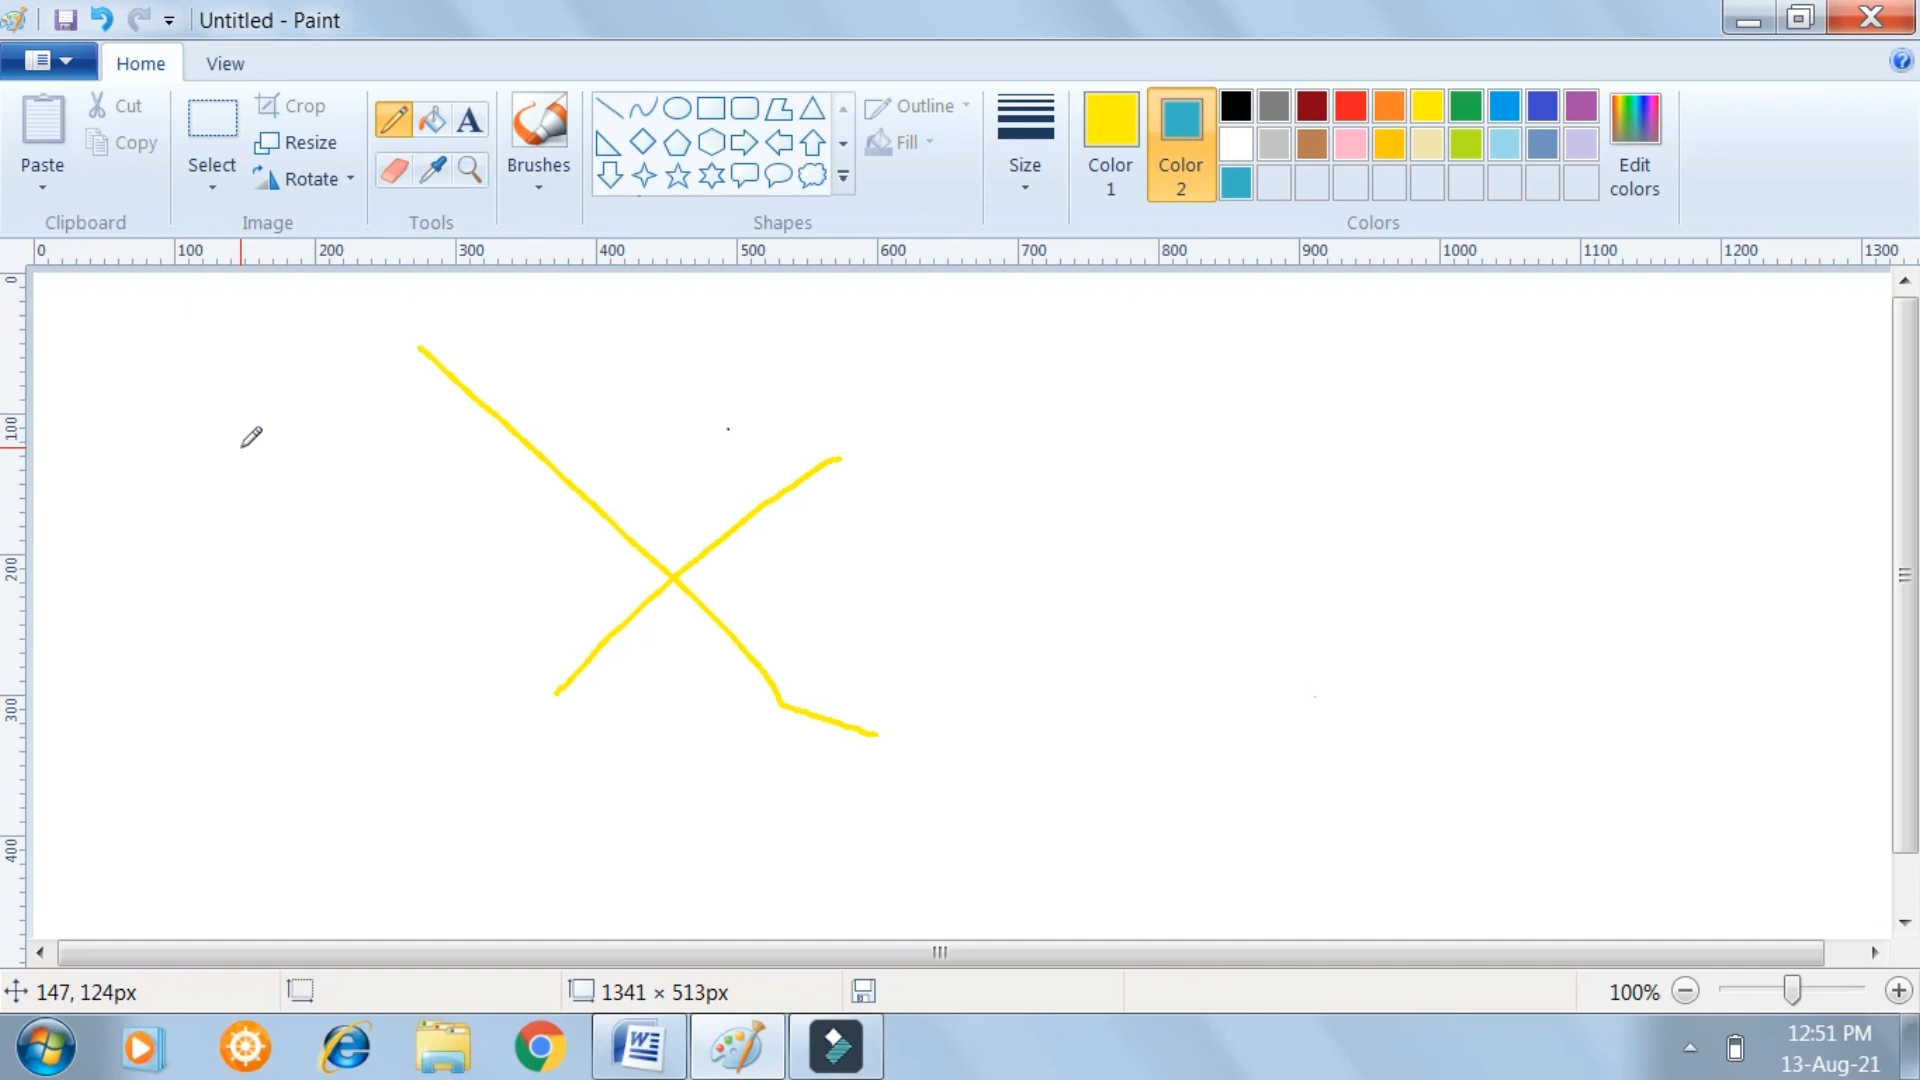 Untitled - Paint
Home View
Cut
Crop
Outline
Copy
Resize
Fill
Paste
Select
Rotate
Brushes
Size
Color 1
Color 2
Edit colors
Clipboard
Image
Tools
Shapes
Colors
0 100 200 300 400 500 600 700 800 900 1000 1100 1200 1300
0
100
200
300
400
147, 124px
1341 × 513px
100%
12:51 PM
13-Aug-21